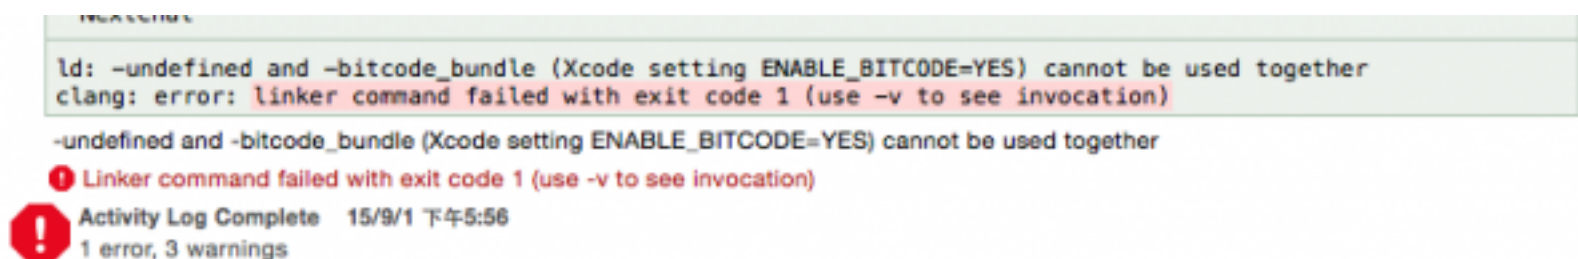 NextChat
ld: -undefined and -bitcode_bundle (Xcode setting ENABLE_BITCODE=YES) cannot be used together
clang: error: linker command failed with exit code 1 (use -v to see invocation)
-undefined and -bitcode_bundle (Xcode setting ENABLE_BITCODE=YES) cannot be used together
Linker command failed with exit code 1 (use -v to see invocation)
Activity Log Complete 15/9/1 下午5:56
1 error, 3 warnings